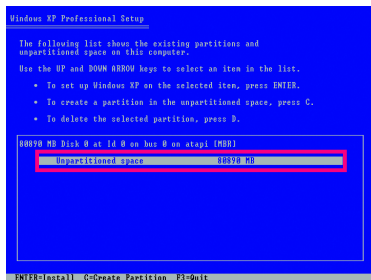 Windows XP Professional Setup
The following list shows the existing partitions and
unpartitioned space on this computer.
Use the UP and DOWN ARROW keys to select an item in the list.
• To set up Windows XP on the selected item, press ENTER.
• To create a partition in the unpartitioned space, press C.
• To delete the selected partition, press D.
80890 MB Disk 0 at Id 0 on bus 0 on atapi [MBR]
Unpartitioned space 80890 MB
ENTER=Install C=Create Partition F3=Quit